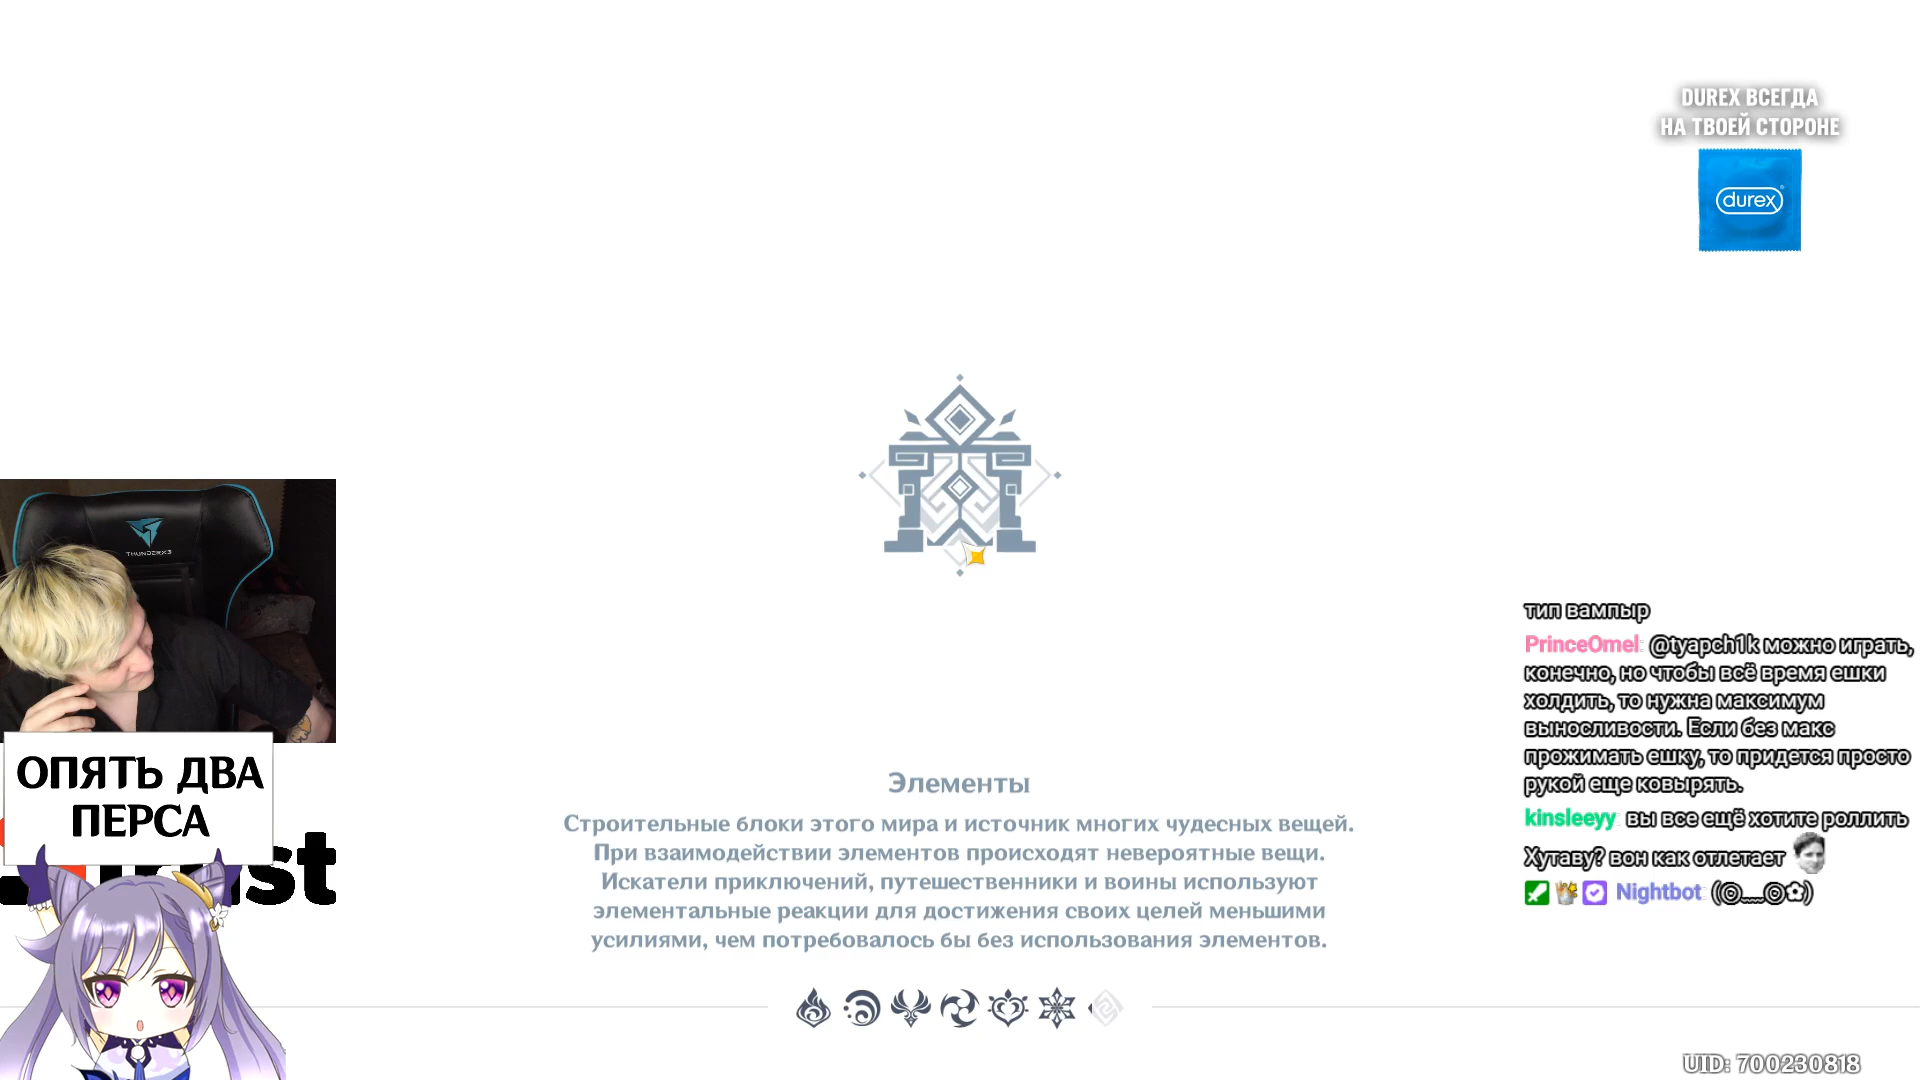 DUREX ВСЕГДА
НА ТВОЕЙ СТОРОНЕ
durex
THUNDERX3
ОПЯТЬ ДВА
ПЕРСА
st
тип вампыр
PrinceOmel: @tyapch1k можно играть,
конечно, но чтобы всё время ешки
холдить, то нужна максимум
выносливости. Если без макс
прожимать ешку, то придется просто
рукой еще ковырять.
kinsleeyy: вы все ещё хотите роллить
Хутаву? вон как отлетает
Nightbot: ((◎﹏◎✿))
Элементы
Строительные блоки этого мира и источник многих чудесных вещей.
При взаимодействии элементов происходят невероятные вещи.
Искатели приключений, путешественники и воины используют
элементальные реакции для достижения своих целей меньшими
усилиями, чем потребовалось бы без использования элементов.
UID: 700230818